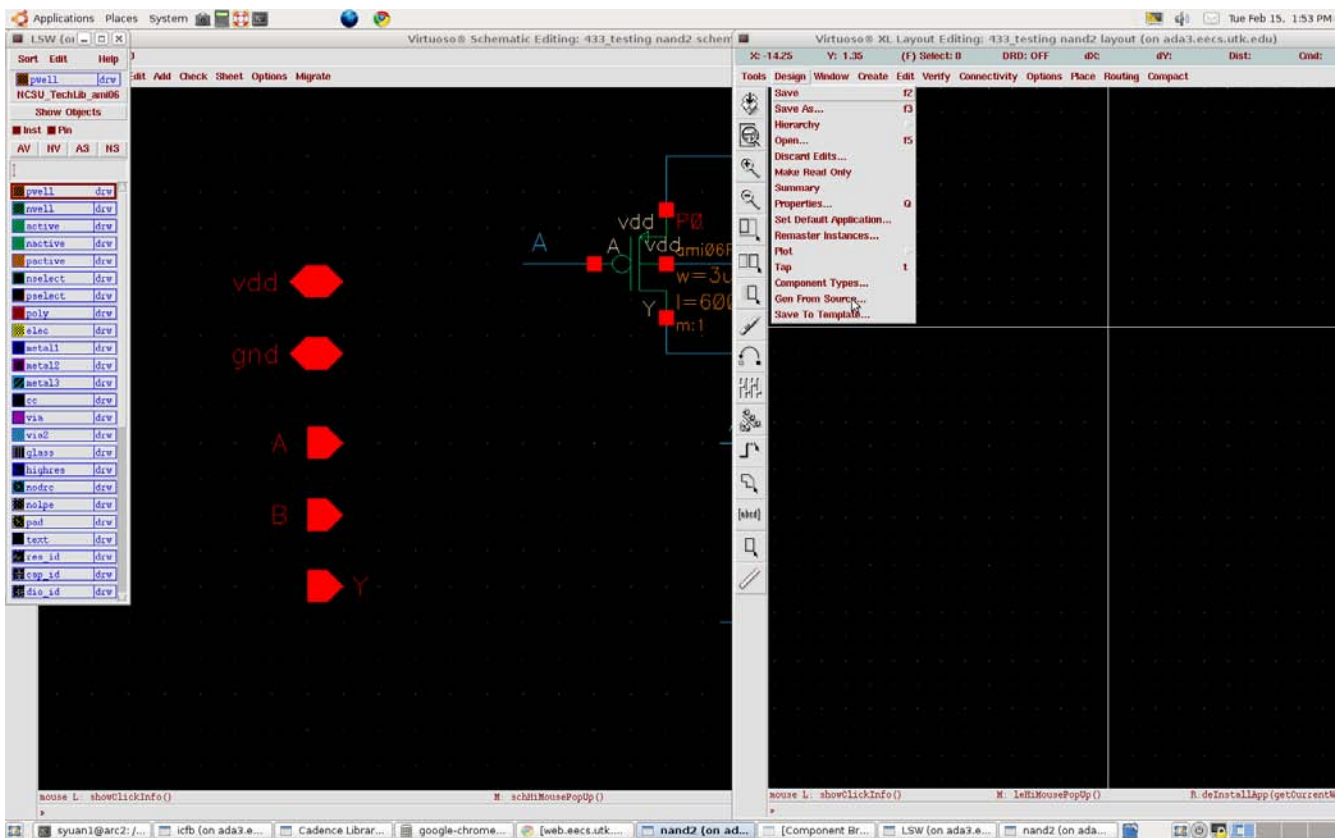 Applications Places System
Tue Feb 15, 1:53 PM
LSW (or
Sort Edit Help
pwell drw
NCSU_TechLib_ami06
Show Objects
Inst Pin
AV NV AS NS
pwell drw
nwell drw
active drw
nactive drw
pactive drw
nselect drw
pselect drw
poly drw
elec drw
metal1 drw
metal2 drw
metal3 drw
cc drw
via drw
via2 drw
glass drw
highres drw
nodrc drw
nolpe drw
pad drw
text drw
res_id drw
cap_id drw
dio_id drw
Virtuoso® Schematic Editing: 433_testing nand2 schem
dit Add Check Sheet Options Migrate
vdd
gnd
A
B
Y
A
vdd P0
A vdd ami06P
w=3u
Y l=600
m:1
mouse L: showClickInfo() M: schHiMousePopUp()
>
Virtuoso® XL Layout Editing: 433_testing nand2 layout (on ada3.eecs.utk.edu)
X: -14.25 Y: 1.35 (F) Select: 0 DRD: OFF dX: dY: Dist: Cmd:
Tools Design Window Create Edit Verify Connectivity Options Place Routing Compact
Save f2
Save As... f3
Hierarchy
Open... f5
Discard Edits...
Make Read Only
Summary
Properties... Q
Set Default Application...
Remaster Instances...
Plot
Tap t
Component Types...
Gen From Source...
Save To Template...
[abcd]
mouse L: showClickInfo() M: leHiMousePopUp() R:deInstallApp(getCurrentW
>
syuan1@arc2: /... icfb (on ada3.e... Cadence Librar... google-chrome... [web.eecs.utk.... nand2 (on ad... [Component Br... LSW (on ada3.e... nand2 (on ada...